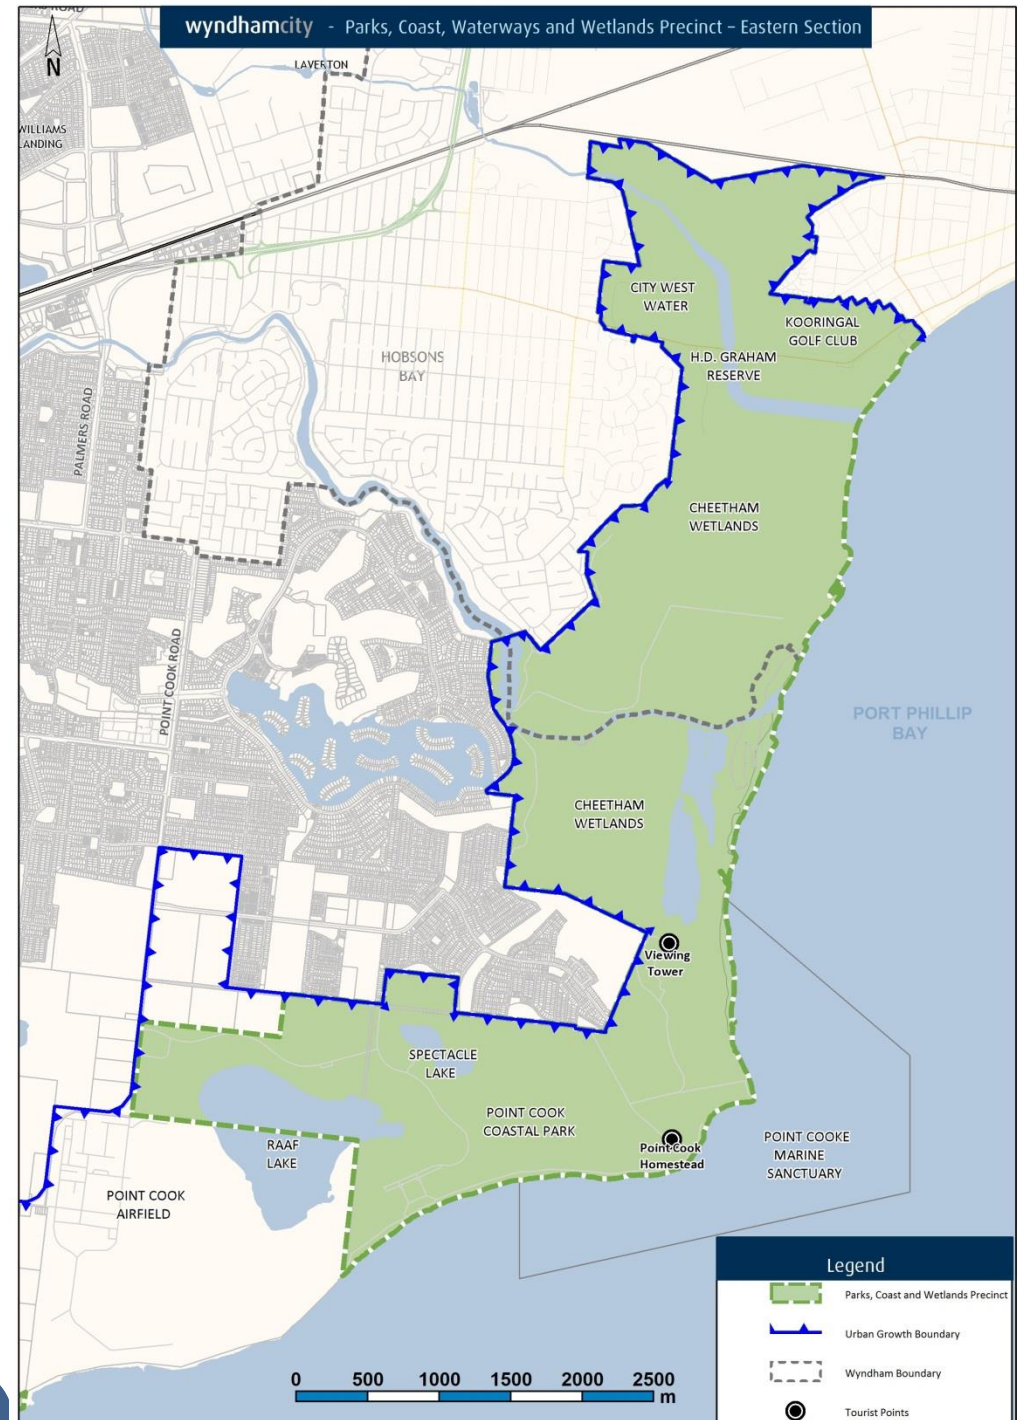 wyndhamcity - Parks, Coast, Waterways and Wetlands Precinct – Eastern Section
N
LAVERTON
WILLIAMS
LANDING
CITY WEST
WATER
KOORINGAL
GOLF CLUB
HOBSONS
BAY
H.D. GRAHAM
RESERVE
PALMERS ROAD
CHEETHAM
WETLANDS
POINT COOK ROAD
PORT PHILLIP
BAY
CHEETHAM
WETLANDS
Viewing
Tower
SPECTACLE
LAKE
POINT COOK
COASTAL PARK
RAAF
LAKE
Point Cook
Homestead
POINT COOKE
MARINE
SANCTUARY
POINT COOK
AIRFIELD
Legend
Parks, Coast and Wetlands Precinct
Urban Growth Boundary
Wyndham Boundary
Tourist Points
0 500 1000 1500 2000 2500
m